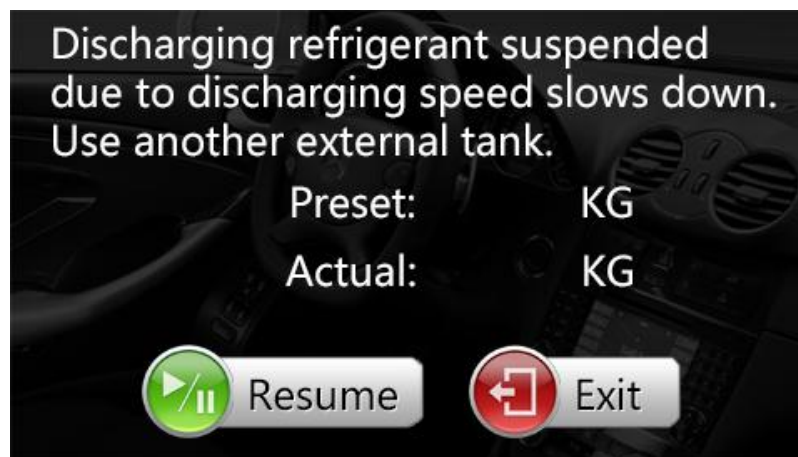 Discharging refrigerant suspended
due to discharging speed slows down.
Use another external tank.
Preset: KG
Actual: KG
Resume Exit